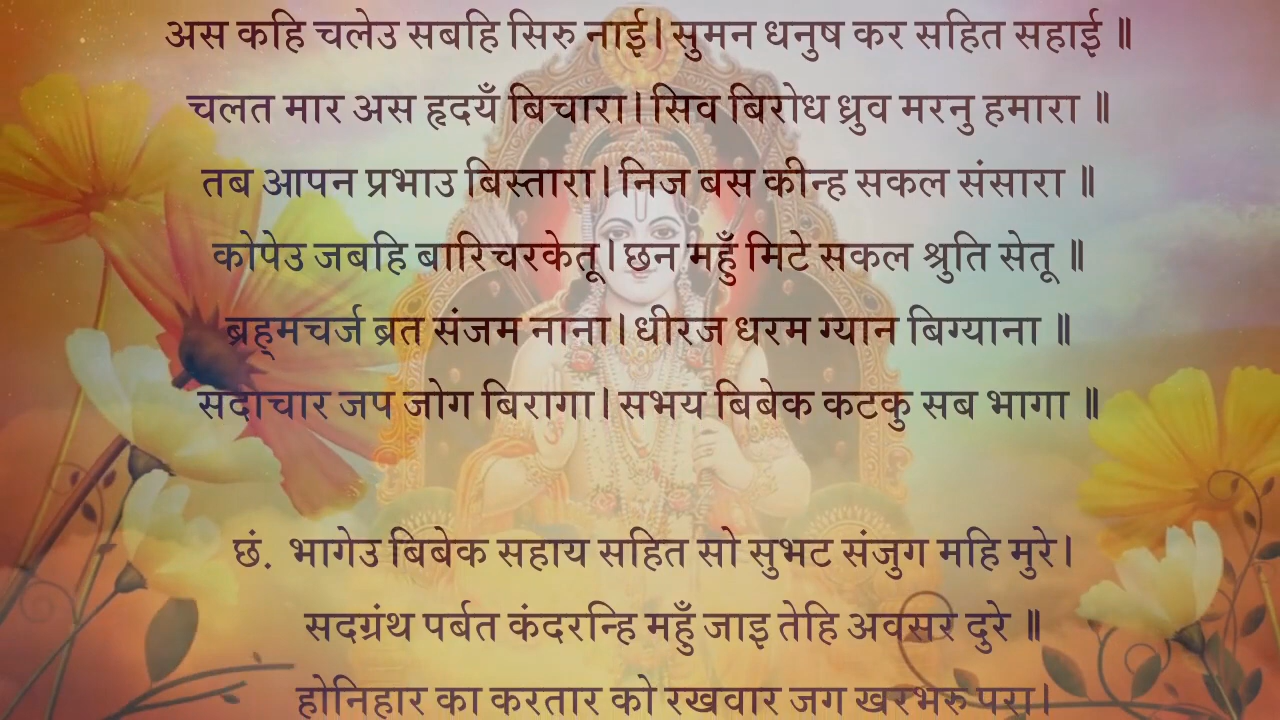 अस कहि चलेउ सबहि सिरु नाई। सुमन धनुष कर सहित सहाई ॥
चलत मार अस हृदयँ बिचारा। सिव बिरोध ध्रुव मरनु हमारा ॥
तब आपन प्रभाउ बिस्तारा। निज बस कीन्ह सकल संसारा ॥
कोपेउ जबहि बारिचरकेतू। छन महुँ मिटे सकल श्रुति सेतू ॥
ब्रह्मचर्ज ब्रत संजम नाना। धीरज धरम ग्यान बिग्याना ॥
सदाचार जप जोग बिरागा। सभय बिबेक कटकु सब भागा ॥
छं. भागेउ बिबेक सहाय सहित सो सुभट संजुग महि मुरे।
सदग्रंथ पर्बत कंदरन्हि महुँ जाइ तेहि अवसर दुरे ॥
होनिहार का करतार को रखवार जग खरभरु परा।